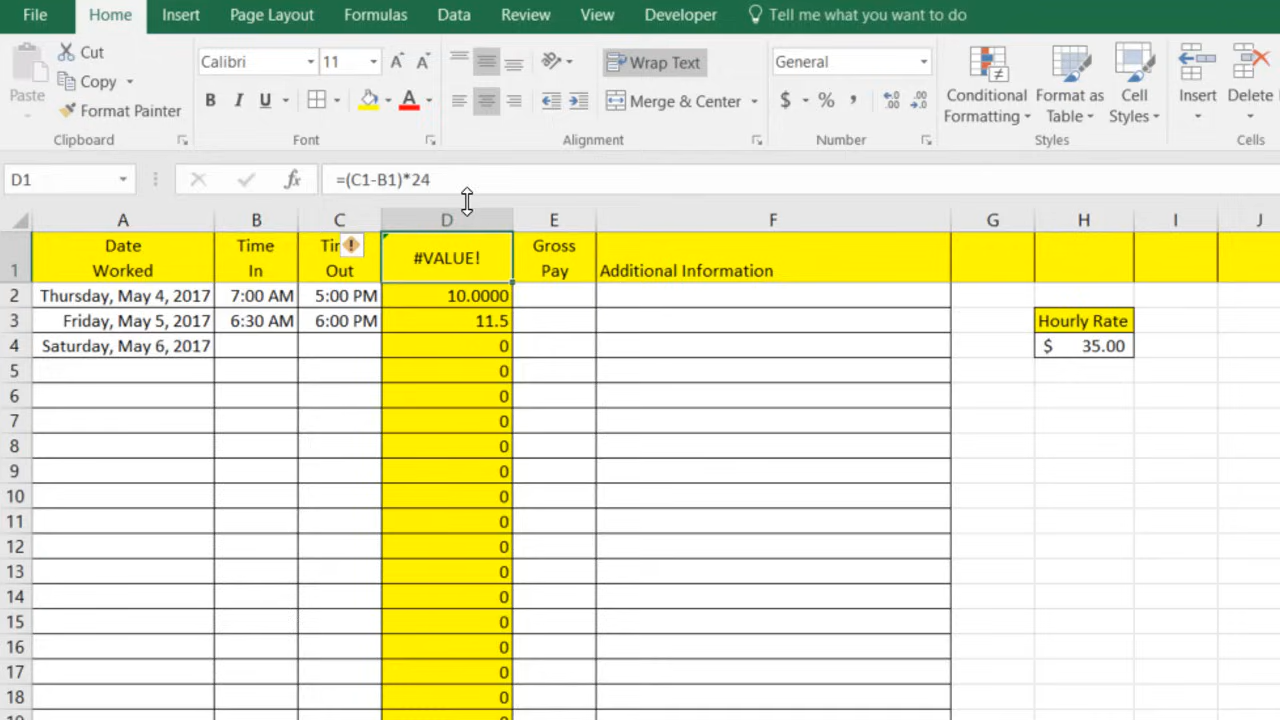 File Home Insert Page Layout Formulas Data Review View Developer Tell me what you want to do
Paste
Cut
Copy
Format Painter
Clipboard
Calibri 11 A A
B I U A
Font
Wrap Text
Merge & Center
Alignment
General
$ % , .00 .00
Number
Conditional
Formatting
Format as
Table
Cell
Styles
Styles
Insert Delete
Cells
D1 fx =(C1-B1)*24
A B C D E F G H I J
1 Date
Worked
Time
In
Out
#VALUE!
Gross
Pay
Additional Information
2 Thursday, May 4, 2017 7:00 AM 5:00 PM 10.0000
3 Friday, May 5, 2017 6:30 AM 6:00 PM 11.5 Hourly Rate
4 Saturday, May 6, 2017 0 $ 35.00
5 0
6 0
7 0
8 0
9 0
10 0
11 0
12 0
13 0
14 0
15 0
16 0
17 0
18 0